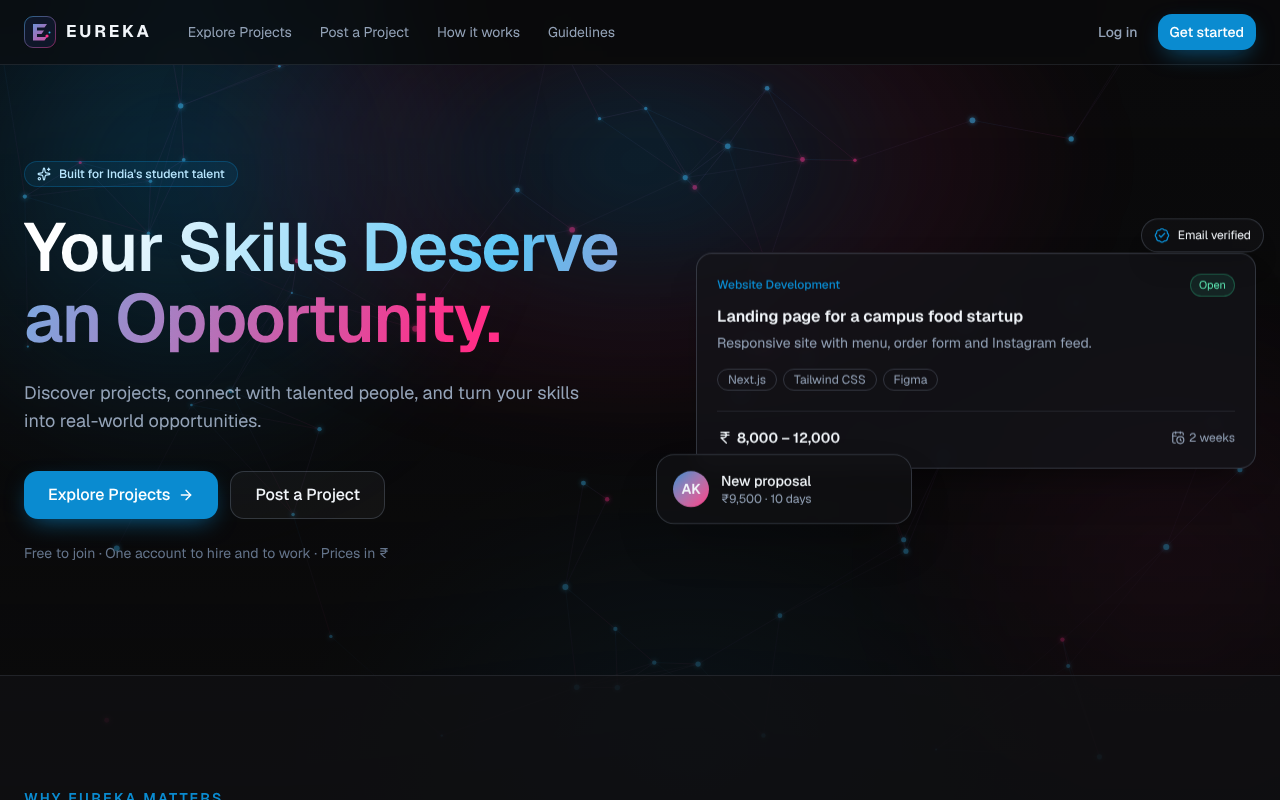 EUREKA
Explore Projects
Post a Project
How it works
Guidelines
Log in
Get started
Built for India's student talent
Your Skills Deserve
an Opportunity.
Discover projects, connect with talented people, and turn your skills
into real-world opportunities.
Explore Projects →
Post a Project
Free to join · One account to hire and to work · Prices in ₹
Email verified
Website Development
Open
Landing page for a campus food startup
Responsive site with menu, order form and Instagram feed.
Next.js
Tailwind CSS
Figma
₹ 8,000 – 12,000
2 weeks
AK
New proposal
₹9,500 · 10 days
WHY EUREKA MATTERS